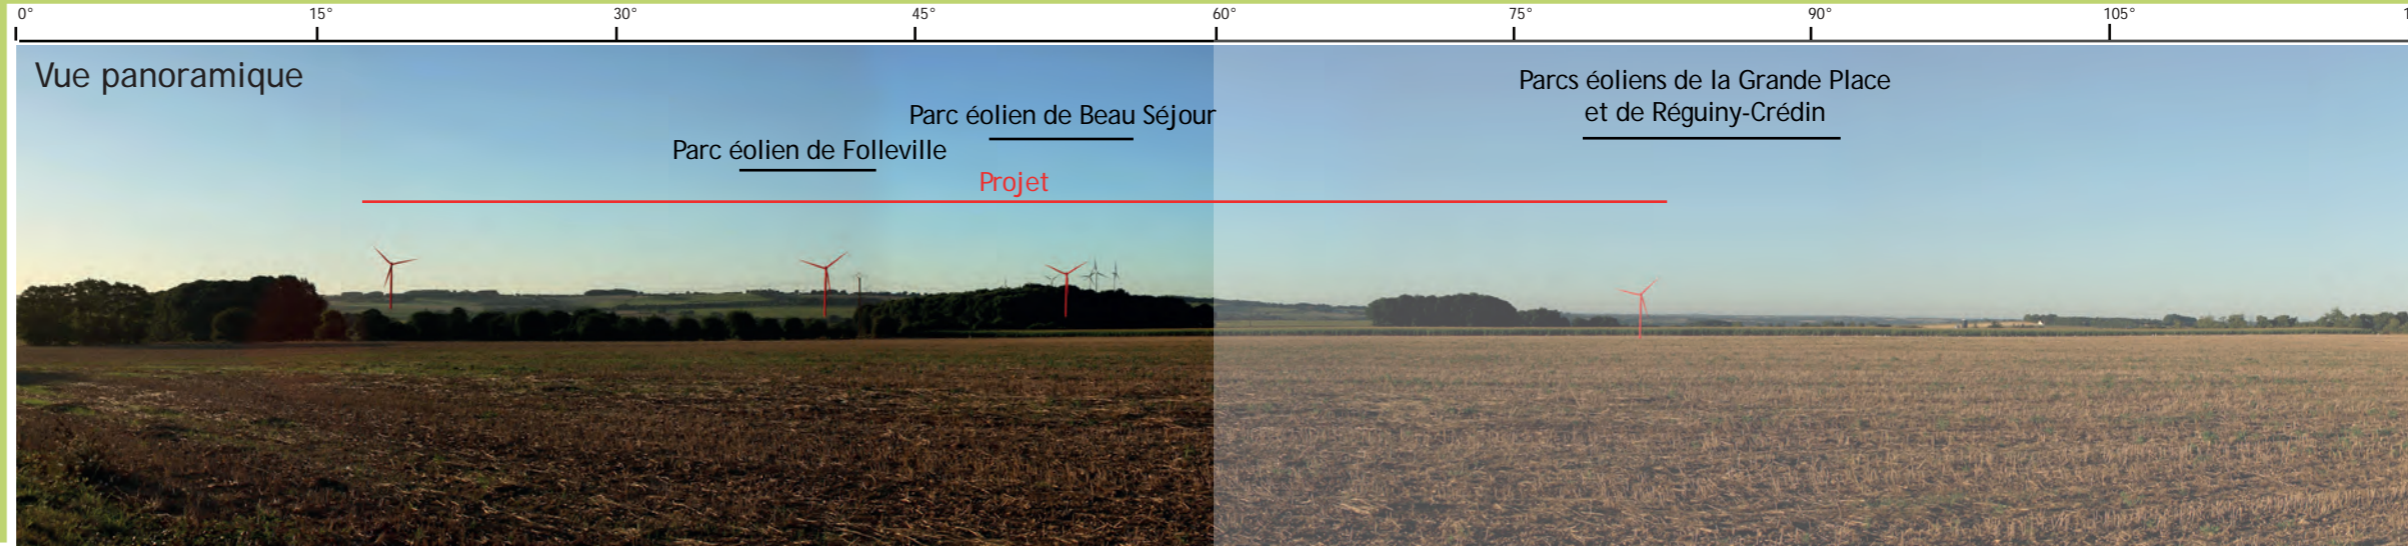 0° 15° 30° 45° 60° 75° 90° 105°
Vue panoramique
Parcs éoliens de la Grande Place
et de Réguiny-Crédin
Parc éolien de Beau Séjour
Parc éolien de Folleville
Projet